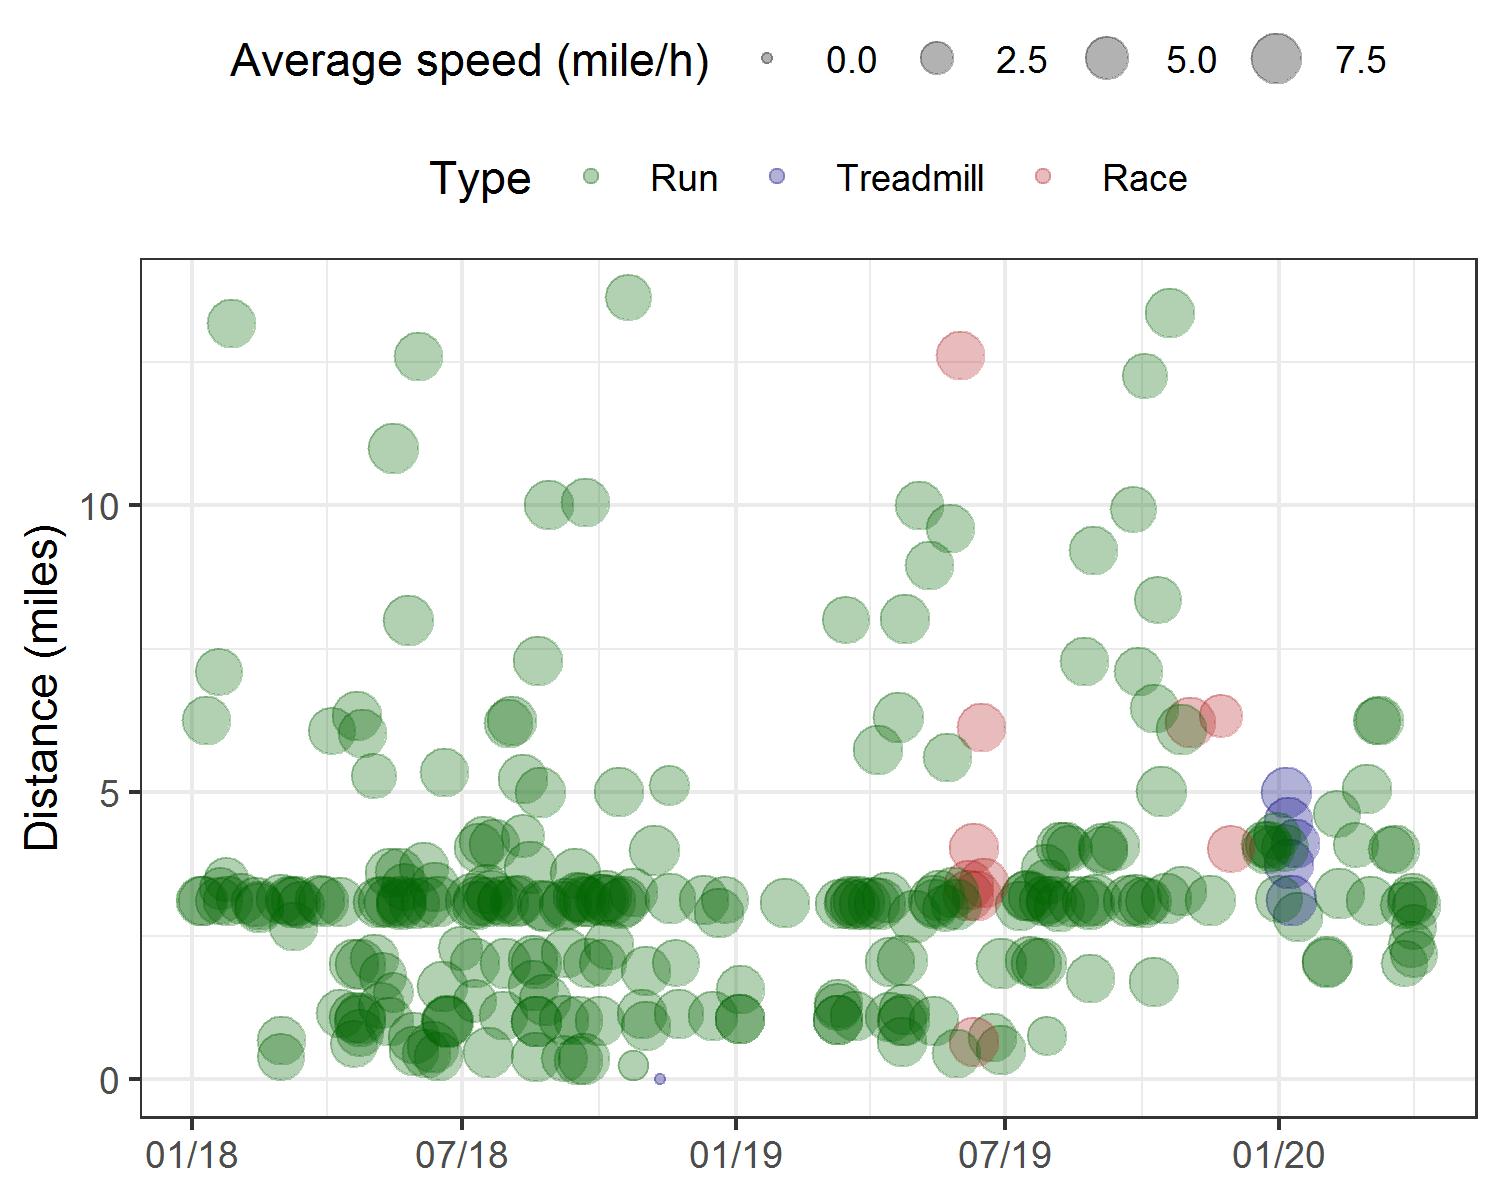 Average speed (mile/h) 0.0 2.5 5.0 7.5
Type Run Treadmill Race
Distance (miles)
10
5
0
01/18 07/18 01/19 07/19 01/20